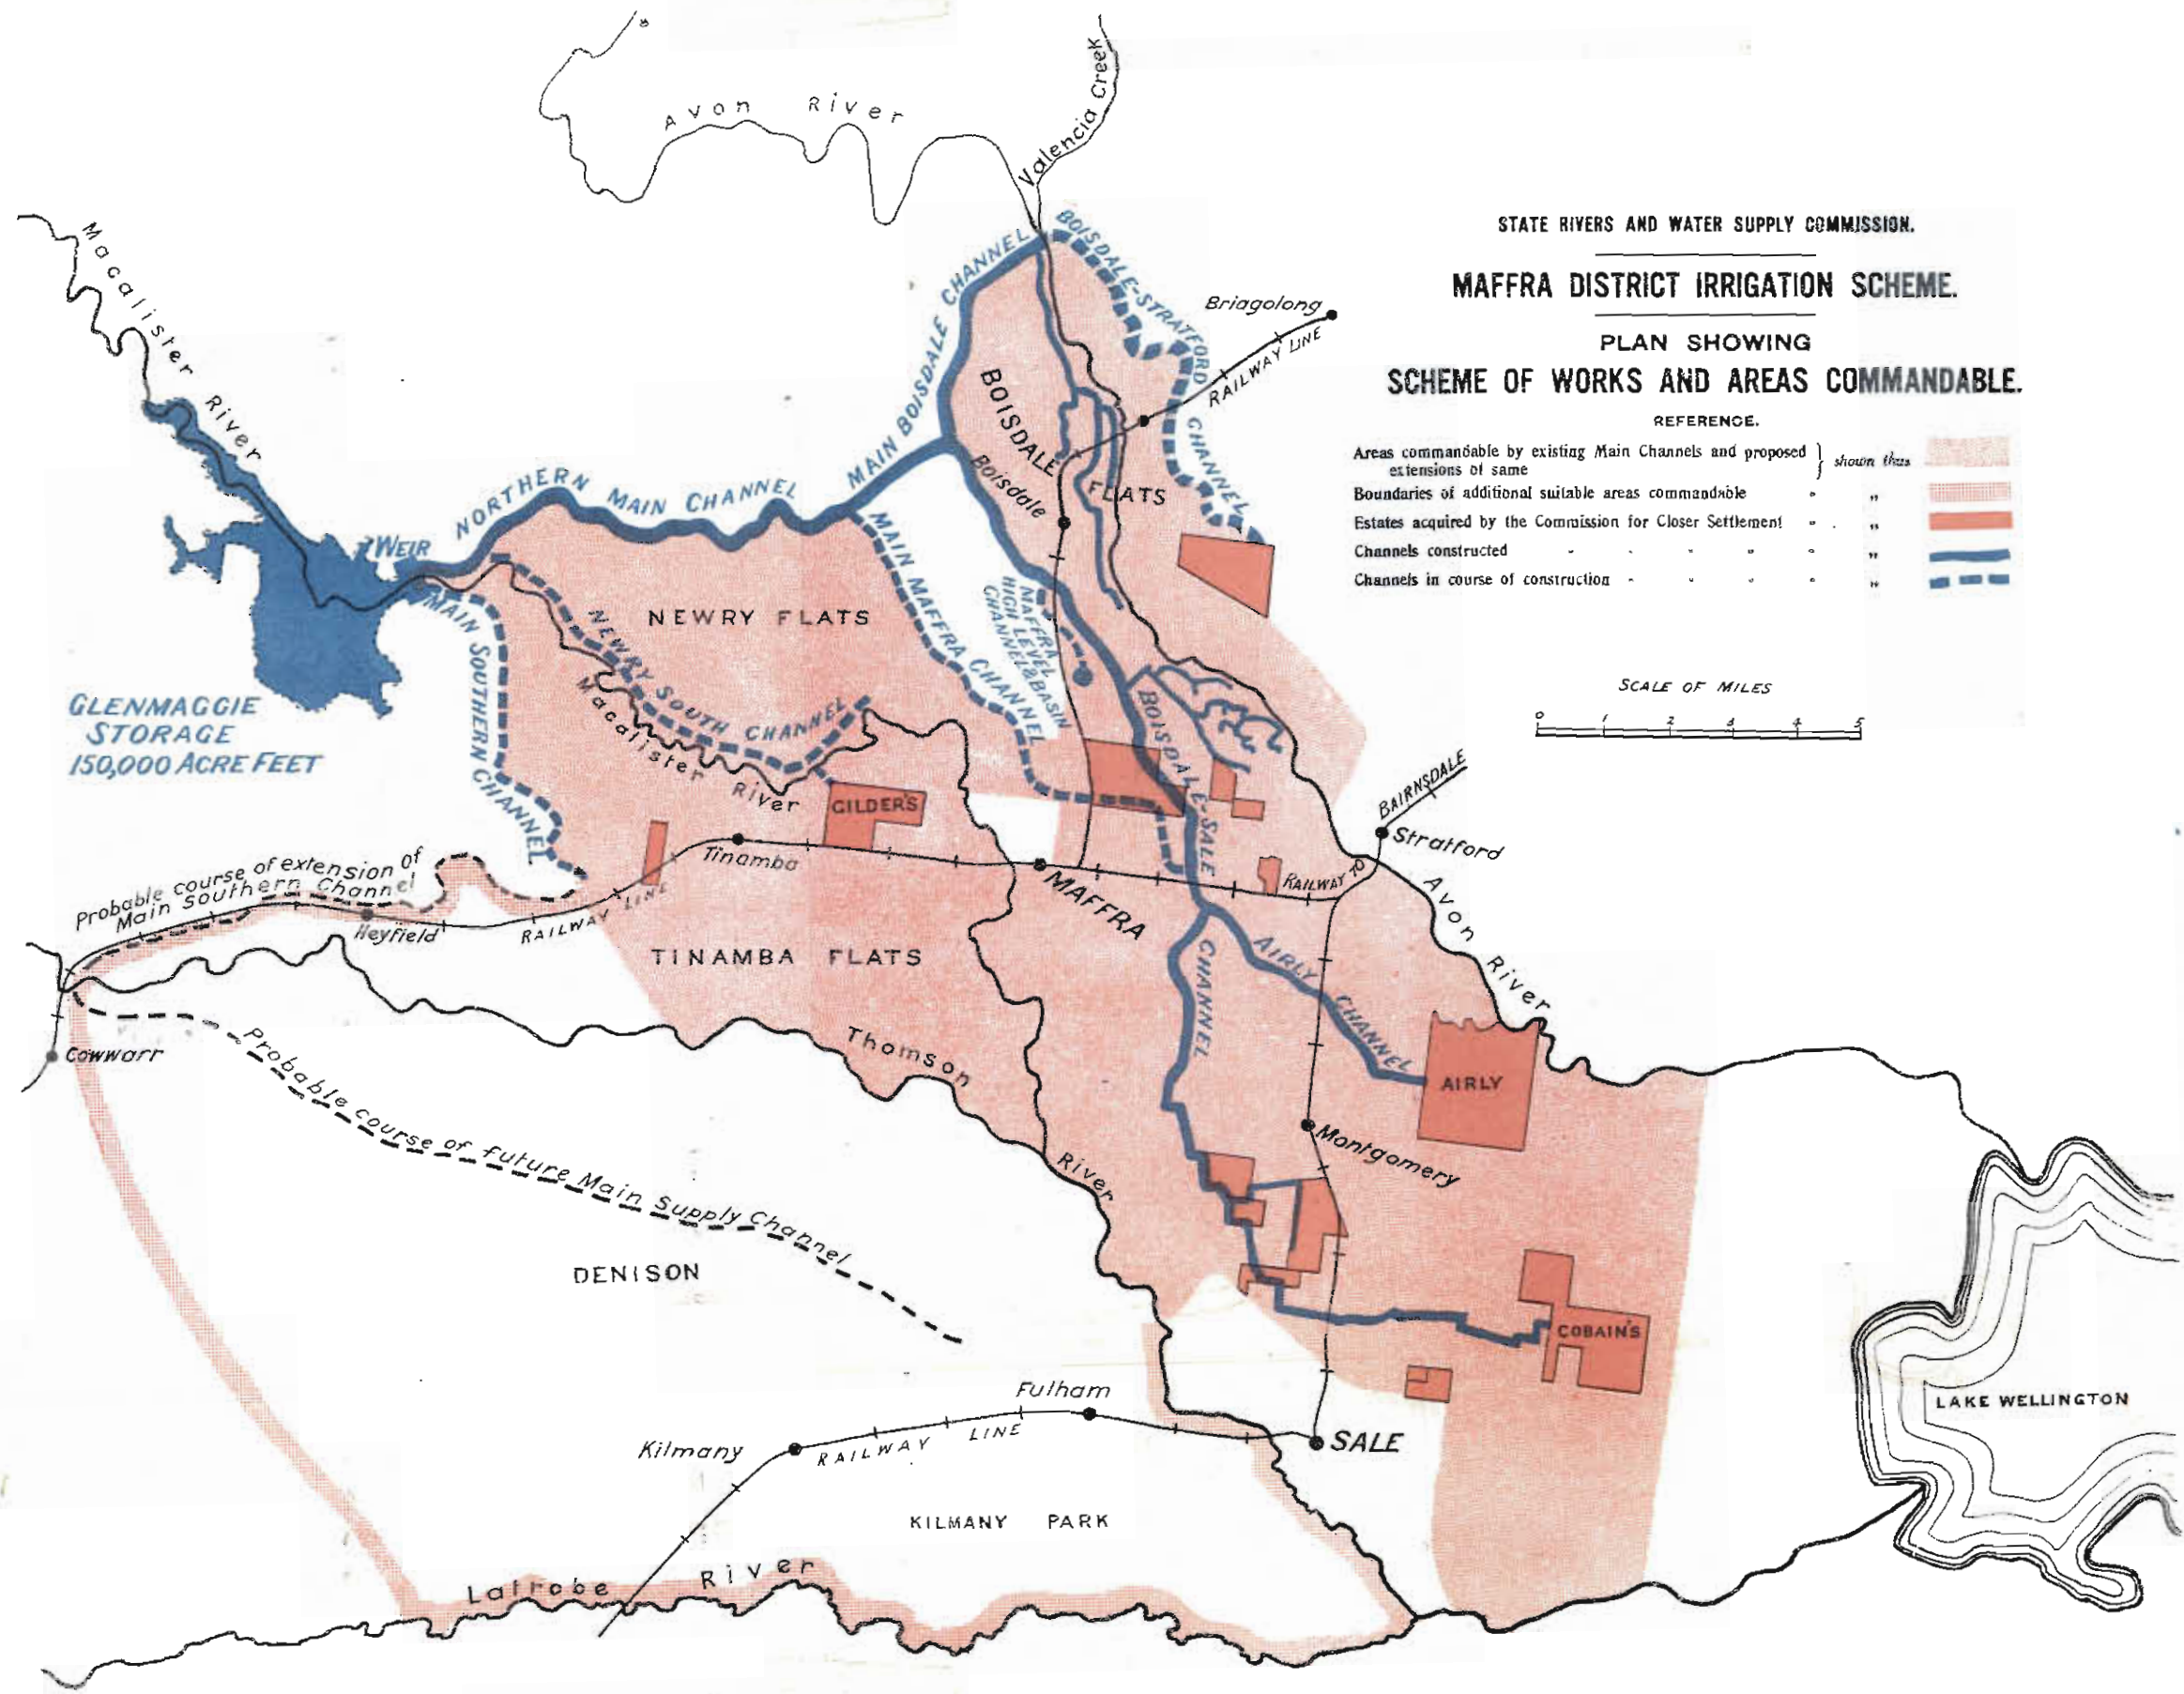 STATE RIVERS AND WATER SUPPLY COMMISSION.
MAFFRA DISTRICT IRRIGATION SCHEME.
PLAN SHOWING
SCHEME OF WORKS AND AREAS COMMANDABLE.
REFERENCE.
Areas commandable by existing Main Channels and proposed } shown thus
extensions of same
Boundaries of additional suitable areas commandable " "
Estates acquired by the Commission for Closer Settlement " "
Channels constructed " "
Channels in course of construction " "
SCALE OF MILES
0 1 2 3 4 5
Avon River
Valencia Creek
Macalister River
BOISDALE-STRATFORD CHANNEL
Briagolong
RAILWAY LINE
MAIN BOISDALE CHANNEL
BOISDALE FLATS
Boisdale
NORTHERN MAIN CHANNEL
WEIR
MAIN SOUTHERN CHANNEL
GLENMAGGIE
STORAGE
150,000 ACRE FEET
NEWRY FLATS
NEWRY SOUTH CHANNEL
Macalister River
MAIN MAFFRA CHANNEL
MAFFRA
HIGH LEVEL
CHANNEL & BASIN
BOISDALE-SALE CHANNEL
GILDER'S
Tinamba
MAFFRA
RAILWAY TO BAIRNSDALE
Stratford
Avon River
Probable course of extension of
Main Southern Channel
Heyfield
RAILWAY LINE
TINAMBA FLATS
AIRLY CHANNEL
AIRLY
Cowwarr
Thomson River
Montgomery
Probable course of future Main Supply Channel
DENISON
COBAIN'S
LAKE WELLINGTON
Fulham
Kilmany
RAILWAY LINE
SALE
KILMANY PARK
Latrobe River